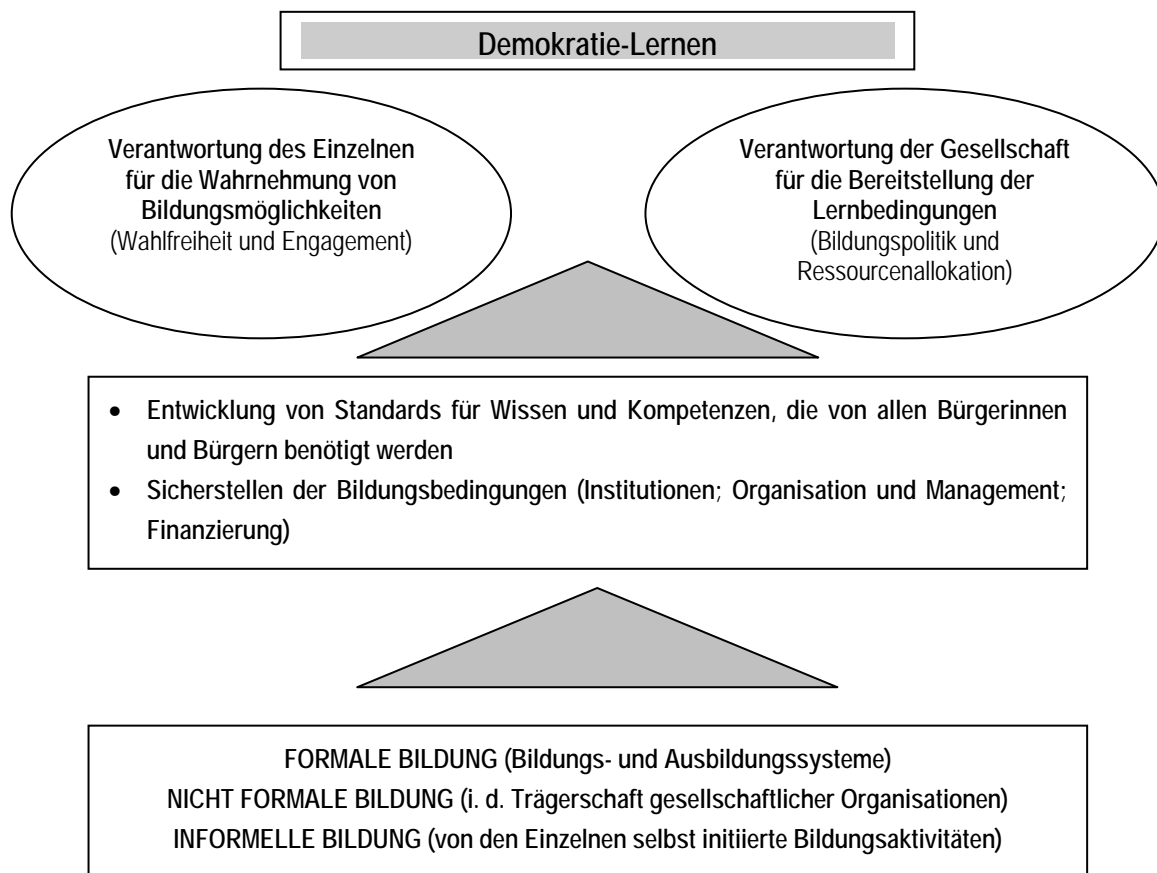 Demokratie-Lernen
Verantwortung des Einzelnen
für die Wahrnehmung von
Bildungsmöglichkeiten
(Wahlfreiheit und Engagement)
Verantwortung der Gesellschaft
für die Bereitstellung der
Lernbedingungen
(Bildungspolitik und
Ressourcenallokation)
• Entwicklung von Standards für Wissen und Kompetenzen, die von allen Bürgerinnen
und Bürgern benötigt werden
• Sicherstellen der Bildungsbedingungen (Institutionen; Organisation und Management;
Finanzierung)
FORMALE BILDUNG (Bildungs- und Ausbildungssysteme)
NICHT FORMALE BILDUNG (i. d. Trägerschaft gesellschaftlicher Organisationen)
INFORMELLE BILDUNG (von den Einzelnen selbst initiierte Bildungsaktivitäten)